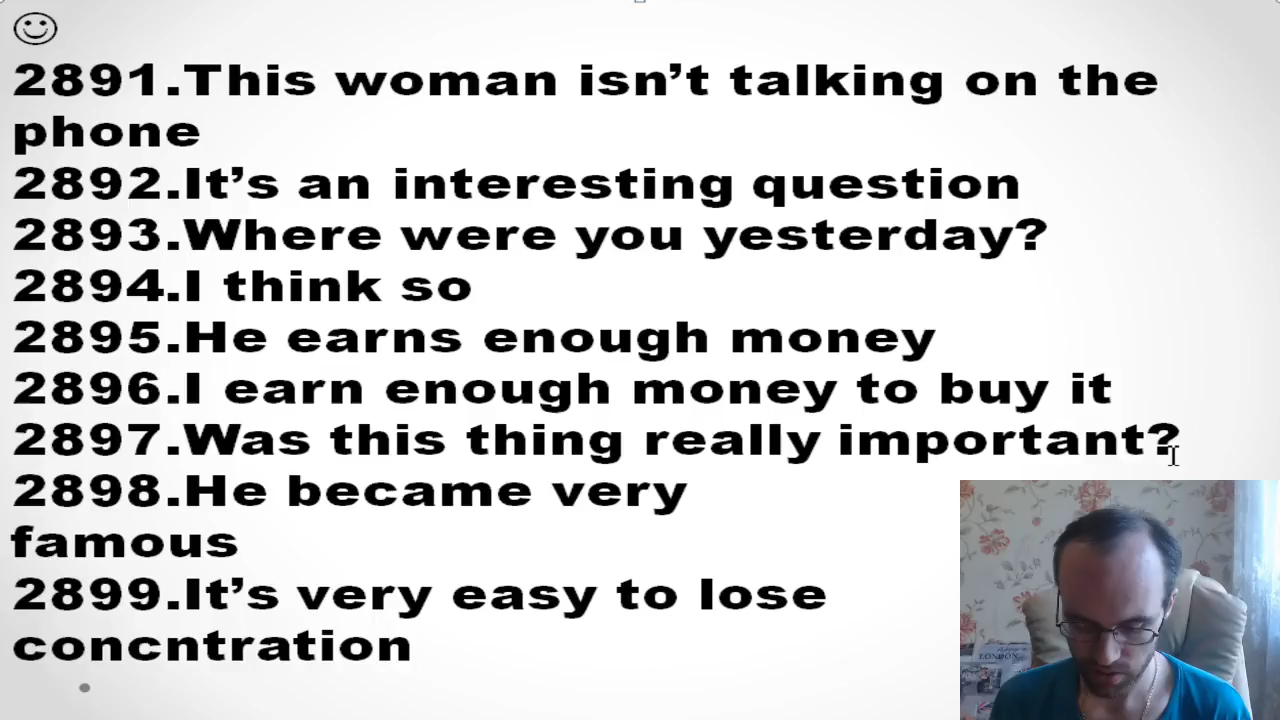 2891.This woman isn’t talking on the
phone
2892.It’s an interesting question
2893.Where were you yesterday?
2894.I think so
2895.He earns enough money
2896.I earn enough money to buy it
2897.Was this thing really important?
2898.He became very
famous
2899.It’s very easy to lose
concntration
LONDON